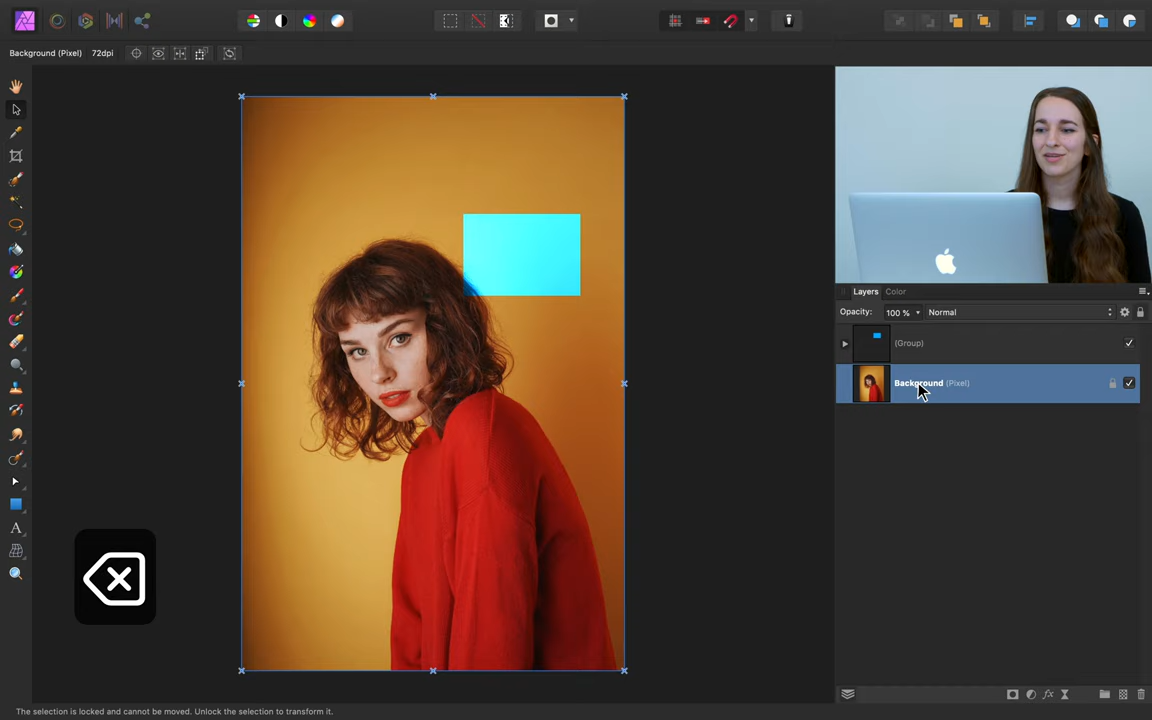 Background (Pixel) 72dpi
Layers Color
Opacity: 100 % Normal
(Group)
Background (Pixel)
A
The selection is locked and cannot be moved. Unlock the selection to transform it.